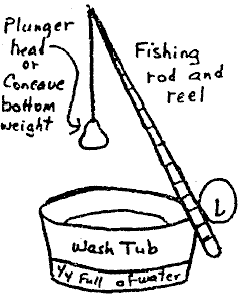 Plunger
head
or
Concave
bottom
weight
Fishing
rod and
reel
L
Wash Tub
1/4 Full of water